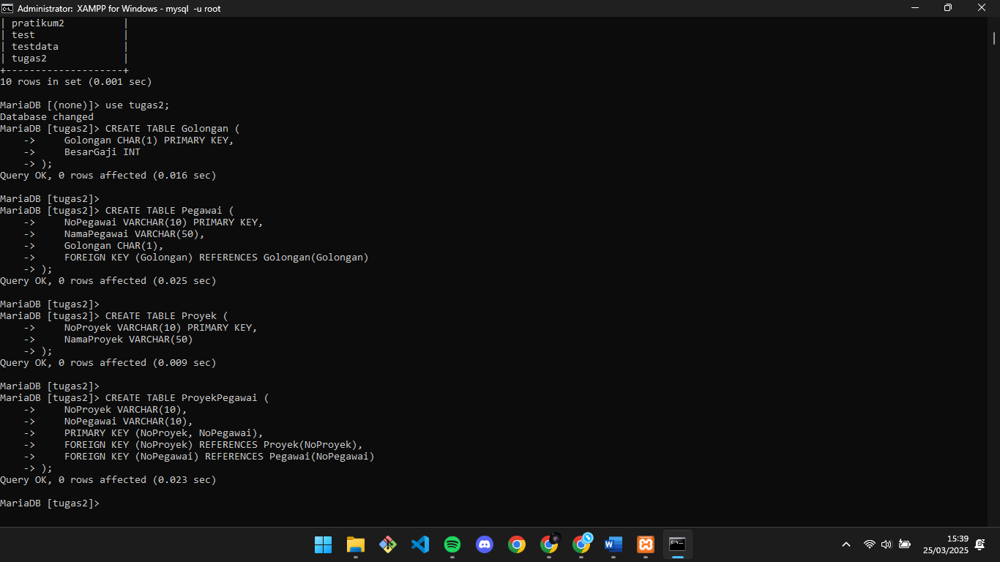 Administrator: XAMPP for Windows - mysql -u root
| pratikum2          |
| test               |
| testdata           |
| tugas2             |
+--------------------+
10 rows in set (0.001 sec)
MariaDB [(none)]> use tugas2;
Database changed
MariaDB [tugas2]> CREATE TABLE Golongan (
    ->     Golongan CHAR(1) PRIMARY KEY,
    ->     BesarGaji INT
    -> );
Query OK, 0 rows affected (0.016 sec)
MariaDB [tugas2]>
MariaDB [tugas2]> CREATE TABLE Pegawai (
    ->     NoPegawai VARCHAR(10) PRIMARY KEY,
    ->     NamaPegawai VARCHAR(50),
    ->     Golongan CHAR(1),
    ->     FOREIGN KEY (Golongan) REFERENCES Golongan(Golongan)
    -> );
Query OK, 0 rows affected (0.025 sec)
MariaDB [tugas2]>
MariaDB [tugas2]> CREATE TABLE Proyek (
    ->     NoProyek VARCHAR(10) PRIMARY KEY,
    ->     NamaProyek VARCHAR(50)
    -> );
Query OK, 0 rows affected (0.009 sec)
MariaDB [tugas2]>
MariaDB [tugas2]> CREATE TABLE ProyekPegawai (
    ->     NoProyek VARCHAR(10),
    ->     NoPegawai VARCHAR(10),
    ->     PRIMARY KEY (NoProyek, NoPegawai),
    ->     FOREIGN KEY (NoProyek) REFERENCES Proyek(NoProyek),
    ->     FOREIGN KEY (NoPegawai) REFERENCES Pegawai(NoPegawai)
    -> );
Query OK, 0 rows affected (0.023 sec)
MariaDB [tugas2]>
15:39
25/03/2025